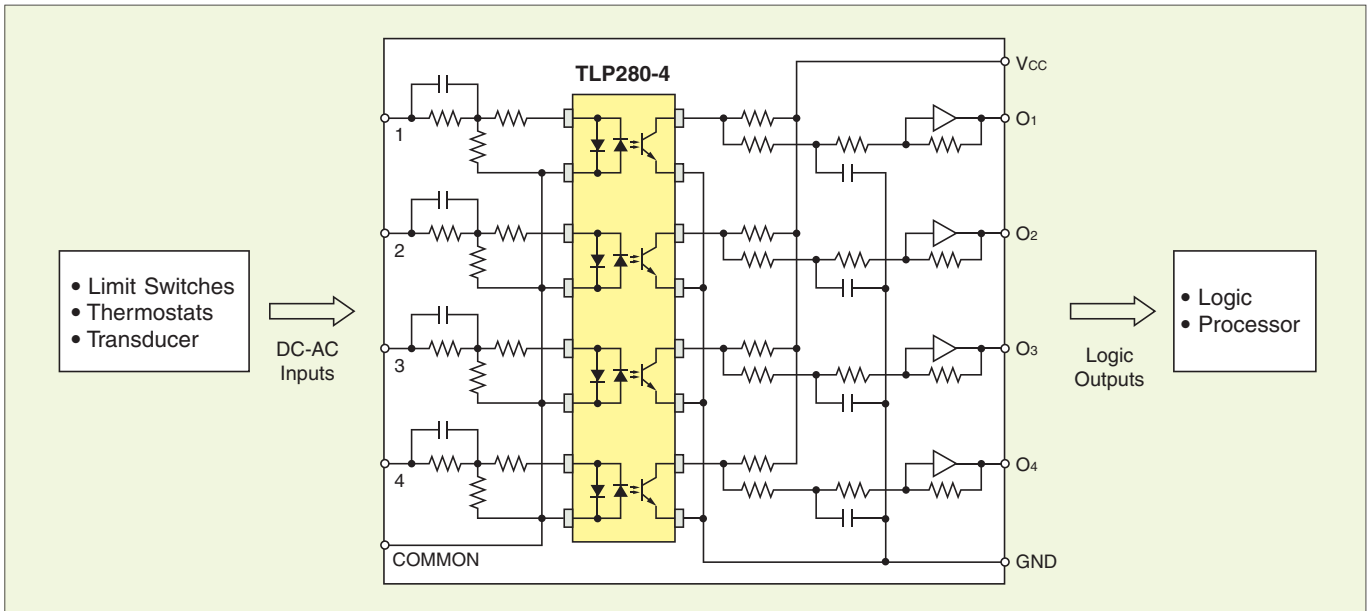 TLP280-4
VCC
1
O1
2
O2
• Limit Switches
• Thermostats
• Transducer
DC-AC
Inputs
3
O3
Logic
Outputs
• Logic
• Processor
4
O4
COMMON
GND